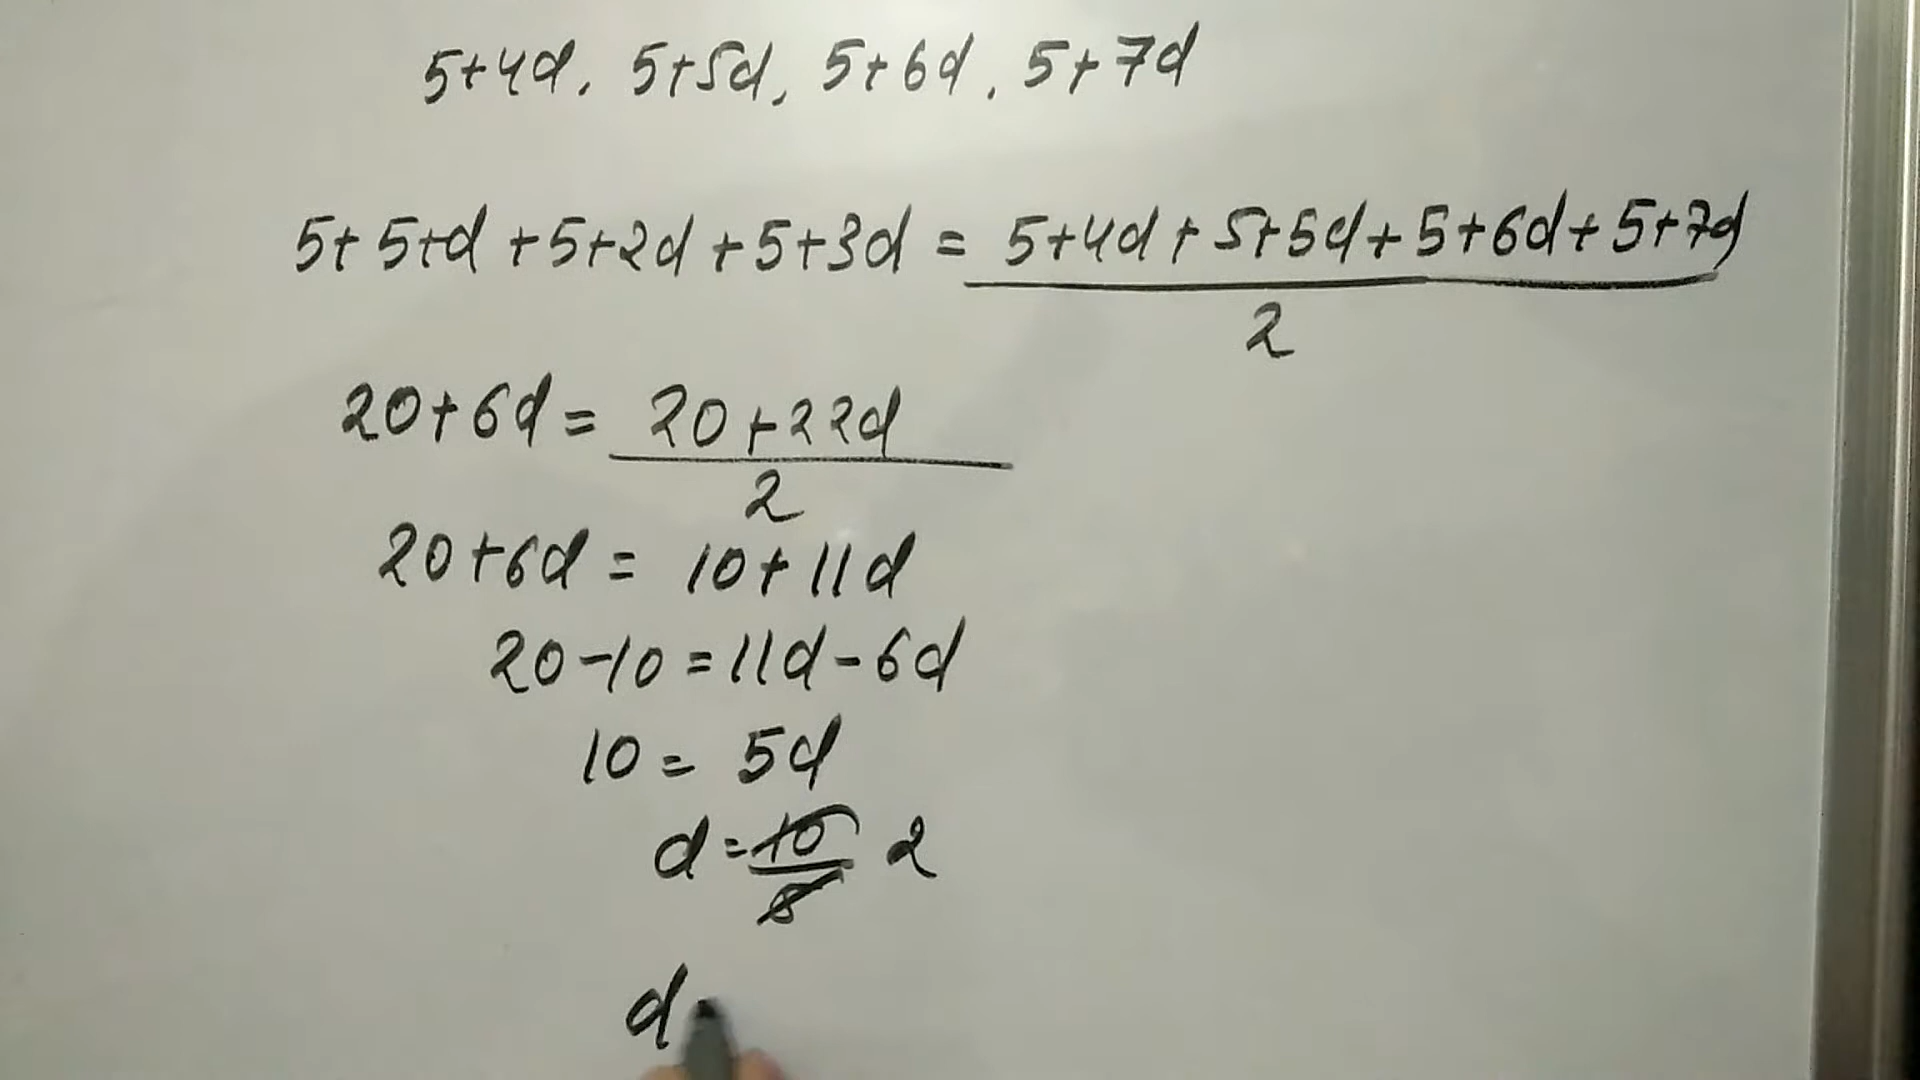 5+4d, 5+5d, 5+6d, 5+7d
5+5+d+5+2d+5+3d = 5+4d+5+5d+5+6d+5+7d
2
20+6d = 20+22d
2
20+6d = 10+11d
20-10=11d-6d
10 = 5d
d=10 2
5
d